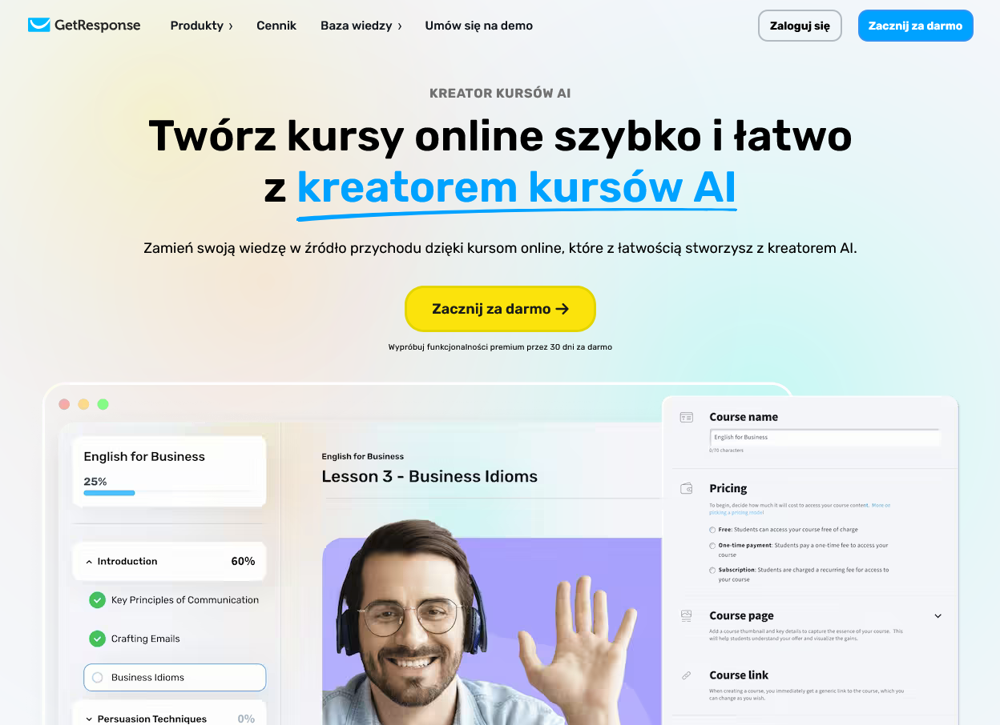 GetResponse
Produkty ›
Cennik
Baza wiedzy ›
Umów się na demo
Zaloguj się
Zacznij za darmo
KREATOR KURSÓW AI
Twórz kursy online szybko i łatwo
z kreatorem kursów AI
Zamień swoją wiedzę w źródło przychodu dzięki kursom online, które z łatwością stworzysz z kreatorem AI.
Zacznij za darmo →
Wypróbuj funkcjonalności premium przez 30 dni za darmo
English for Business
25%
Introduction 60%
Key Principles of Communication
Crafting Emails
Business Idioms
Persuasion Techniques 0%
English for Business
Lesson 3 - Business Idioms
Course name
English for Business
0/70 characters
Pricing
To begin, decide how much it will cost to access your course content. More on
picking a pricing model
Free: Students can access your course free of charge
One-time payment: Students pay a one-time fee to access your
course
Subscription: Students are charged a recurring fee for access to
your course
Course page
Add a course thumbnail and key details to capture the essence of your course. This
will help students understand your offer and visualize the gains.
Course link
When creating a course, you immediately get a generic link to the course, which you
can change as you wish.